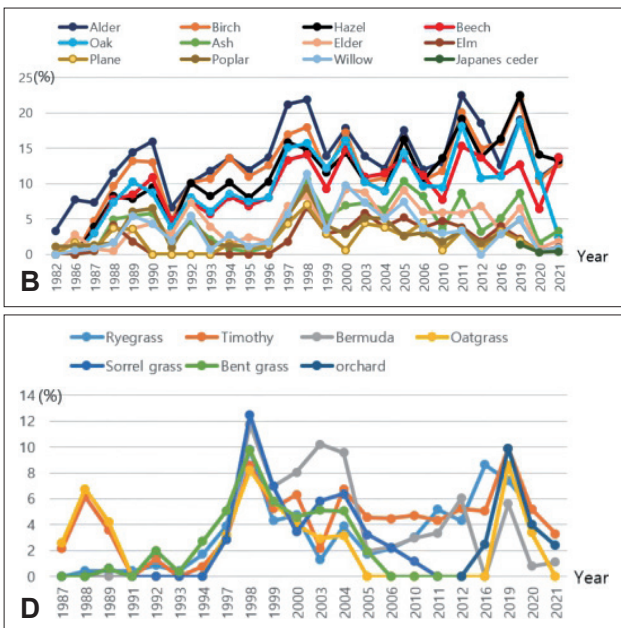 Alder Birch Hazel Beech
Oak Ash Elder Elm
Plane Poplar Willow Japanes ceder
25 (%)
20
15
10
5
0
1982 1986 1987 1988 1989 1990 1991 1992 1993 1994 1995 1996 1997 1998 1999 2000 2003 2004 2005 2006 2010 2011 2012 2016 2019 2020 2021
Year
B
Ryegrass Timothy Bermuda Oatgrass
Sorrel grass Bent grass orchard
14 (%)
12
10
8
6
4
2
0
1987 1988 1989 1991 1992 1993 1994 1997 1998 1999 2000 2003 2004 2005 2006 2011 2012 2016 2019 2020 2021
Year
D